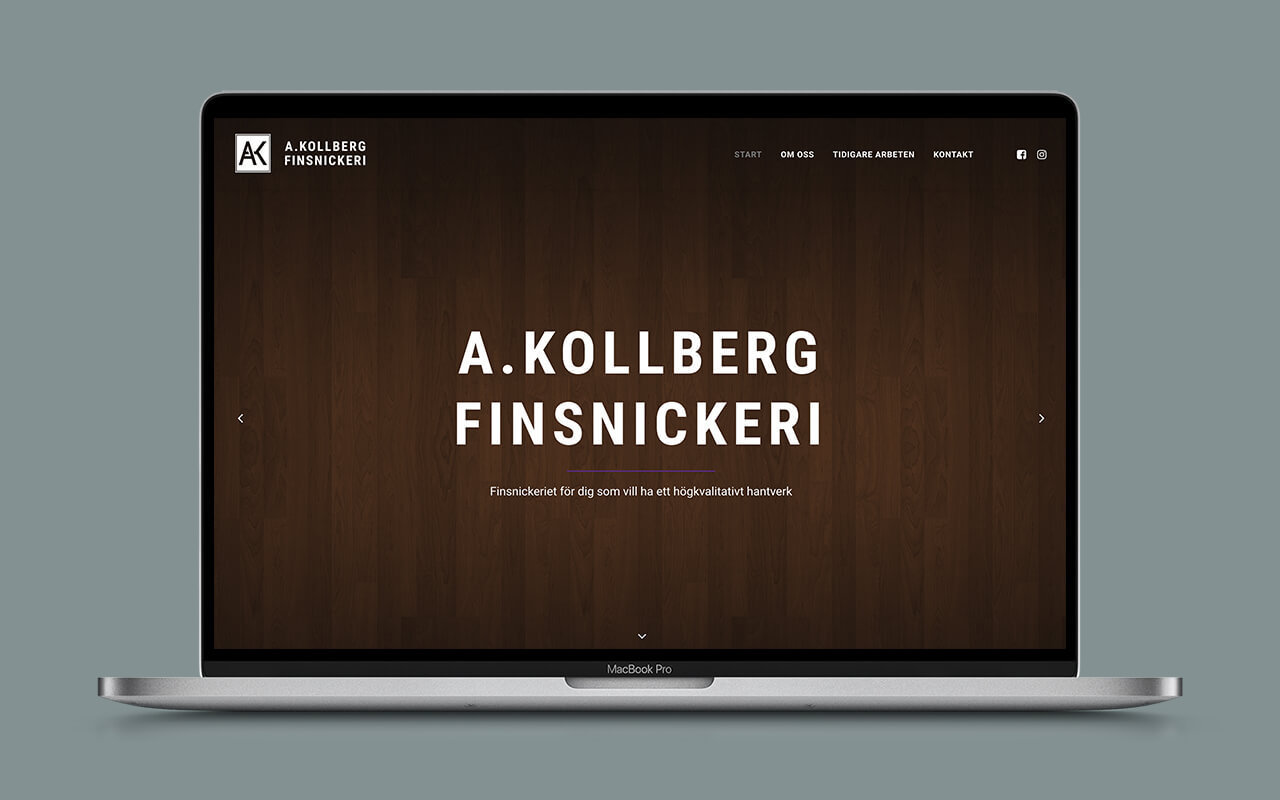 AK
A.KOLLBERG
FINSNICKERI
START OM OSS TIDIGARE ARBETEN KONTAKT
A.KOLLBERG
FINSNICKERI
Finsnickeriet för dig som vill ha ett högkvalitativt hantverk
MacBook Pro